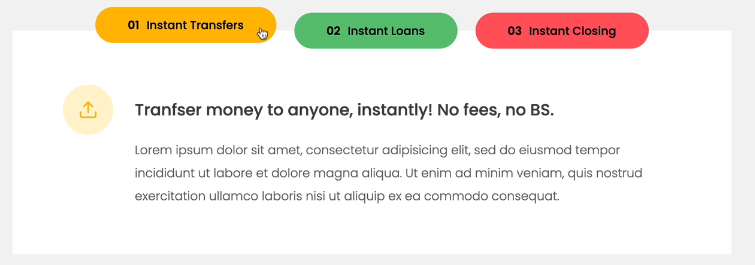 01 Instant Transfers
02 Instant Loans
03 Instant Closing
Tranfser money to anyone, instantly! No fees, no BS.
Lorem ipsum dolor sit amet, consectetur adipisicing elit, sed do eiusmod tempor
incididunt ut labore et dolore magna aliqua. Ut enim ad minim veniam, quis nostrud
exercitation ullamco laboris nisi ut aliquip ex ea commodo consequat.